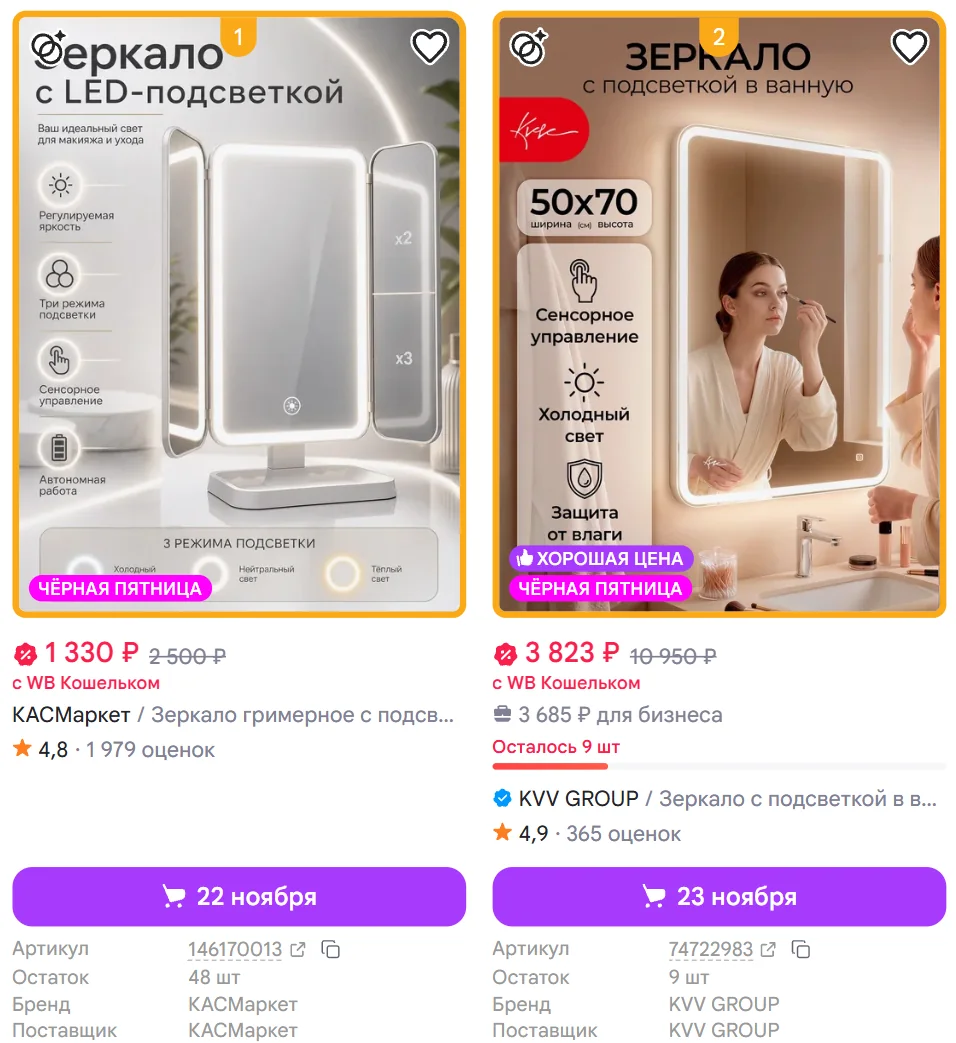 1
Зеркало
с LED-подсветкой
Ваш идеальный свет
для макияжа и ухода
Регулируемая
яркость
Три режима
подсветки
Сенсорное
управление
Автономная
работа
x2
x3
3 РЕЖИМА ПОДСВЕТКИ
Холодный
Нейтральный
свет
Тёплый
свет
ЧЁРНАЯ ПЯТНИЦА
1 330 ₽ 2 500 ₽
с WB Кошельком
КАСМаркет / Зеркало гримерное с подсв...
4,8 · 1 979 оценок
22 ноября
Артикул 146170013
Остаток 48 шт
Бренд КАСМаркет
Поставщик КАСМаркет
2
ЗЕРКАЛО
с подсветкой в ванную
50x70
ширина (см) высота
Сенсорное
управление
Холодный
свет
Защита
от влаги
ХОРОШАЯ ЦЕНА
ЧЁРНАЯ ПЯТНИЦА
3 823 ₽ 10 950 ₽
с WB Кошельком
3 685 ₽ для бизнеса
Осталось 9 шт
KVV GROUP / Зеркало с подсветкой в в...
4,9 · 365 оценок
23 ноября
Артикул 74722983
Остаток 9 шт
Бренд KVV GROUP
Поставщик KVV GROUP